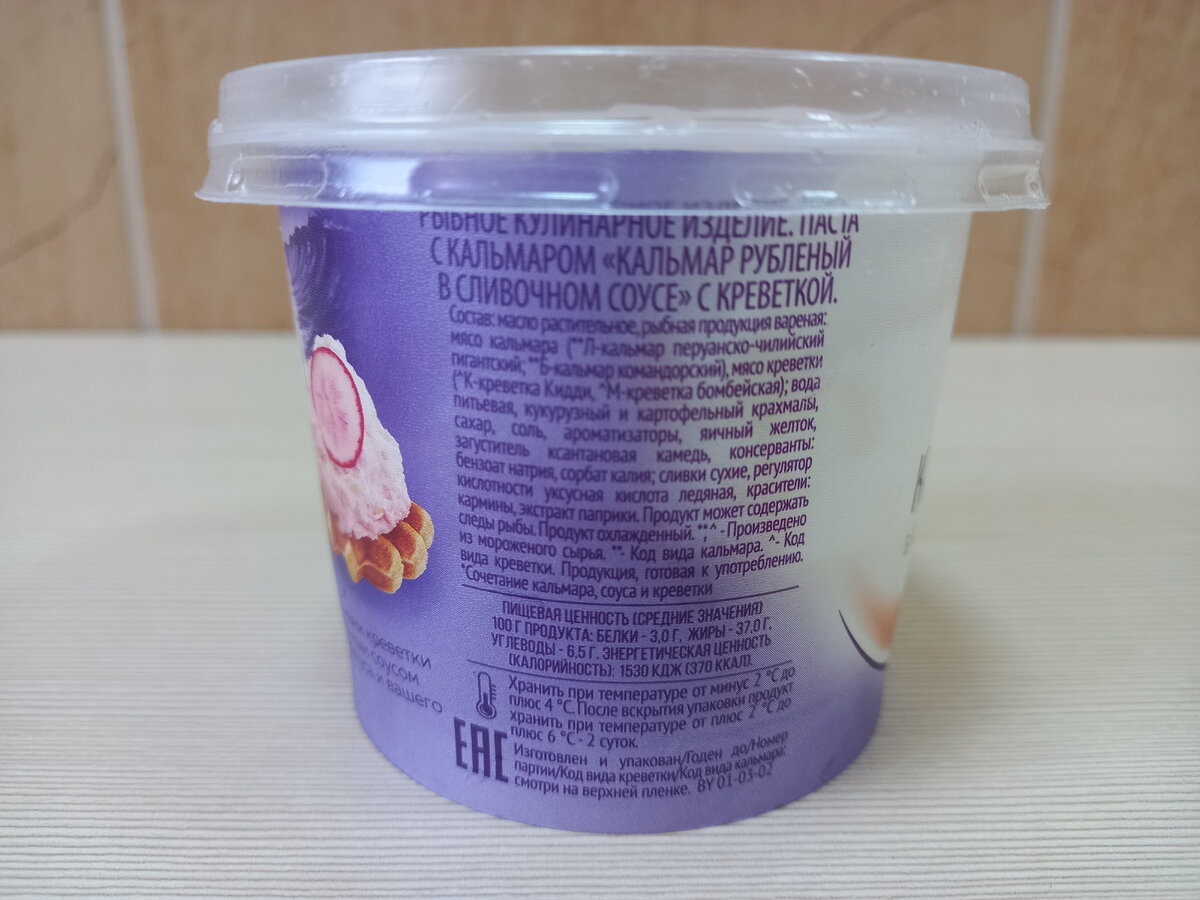 РЫБНОЕ КУЛИНАРНОЕ ИЗДЕЛИЕ. ПАСТА
С КАЛЬМАРОМ «КАЛЬМАР РУБЛЕНЫЙ
В СЛИВОЧНОМ СОУСЕ» С КРЕВЕТКОЙ.
Состав: масло растительное, рыбная продукция вареная:
мясо кальмара (**Л-кальмар перуанско-чилийский
гигантский; **Б-кальмар командорский), мясо креветки
(^К-креветка Кидди, ^М-креветка бомбейская); вода
питьевая, кукурузный и картофельный крахмалы,
сахар, соль, ароматизаторы, яичный желток,
загуститель ксантановая камедь, консерванты:
бензоат натрия, сорбат калия; сливки сухие, регулятор
кислотности уксусная кислота ледяная, красители:
кармины, экстракт паприки. Продукт может содержать
следы рыбы. Продукт охлажденный. **,^ - Произведено
из мороженого сырья. **- Код вида кальмара. ^- Код
вида креветки. Продукция, готовая к употреблению.
*Сочетание кальмара, соуса и креветки
ПИЩЕВАЯ ЦЕННОСТЬ (СРЕДНИЕ ЗНАЧЕНИЯ)
100 Г ПРОДУКТА: БЕЛКИ - 3,0 Г, ЖИРЫ - 37,0 Г,
УГЛЕВОДЫ - 6,5 Г. ЭНЕРГЕТИЧЕСКАЯ ЦЕННОСТЬ
(КАЛОРИЙНОСТЬ): 1530 КДЖ (370 ККАЛ).
Хранить при температуре от минус 2 °С до
плюс 4 °С. После вскрытия упаковки продукт
хранить при температуре от плюс 2 °С до
плюс 6 °С - 2 суток.
ЕАС
Изготовлен и упакован/Годен до/Номер
партии/Код вида креветки/Код вида кальмара:
смотри на верхней пленке. BY 01-03-02
креветки
соусом
и вашего